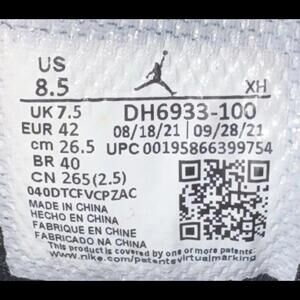 US
8.5
XH
UK 7.5
DH6933-100
EUR 42
08/18/21 | 09/28/21
cm 26.5
UPC 00195866399754
BR 40
CN 265(2.5)
040DTCFVCPZAC
MADE IN CHINA
HECHO EN CHINA
FABRIQUE EN CHINE
FABRICADO NA CHINA
This product is covered by one or more patents:
www.nike.com/patentsvirtualmarking